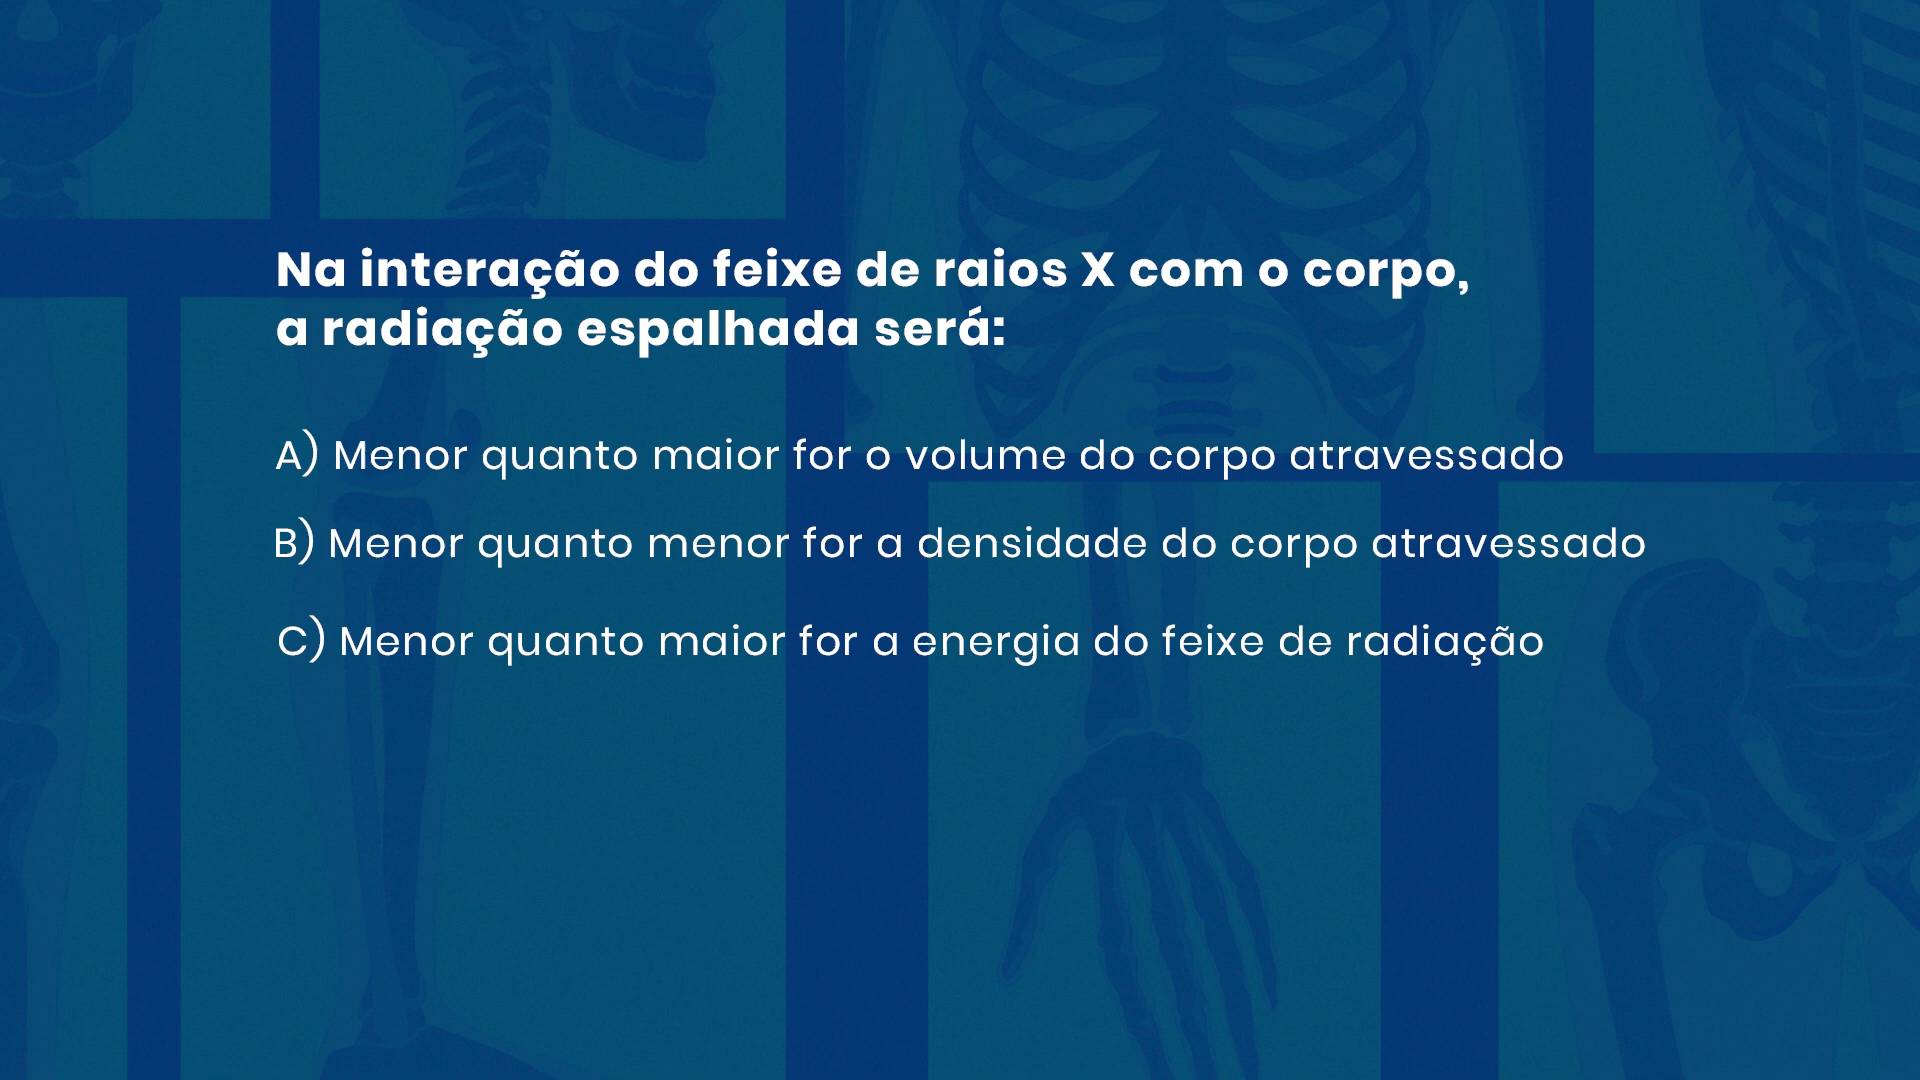 Na interação do feixe de raios X com o corpo,
a radiação espalhada será:
A) Menor quanto maior for o volume do corpo atravessado
B) Menor quanto menor for a densidade do corpo atravessado
C) Menor quanto maior for a energia do feixe de radiação